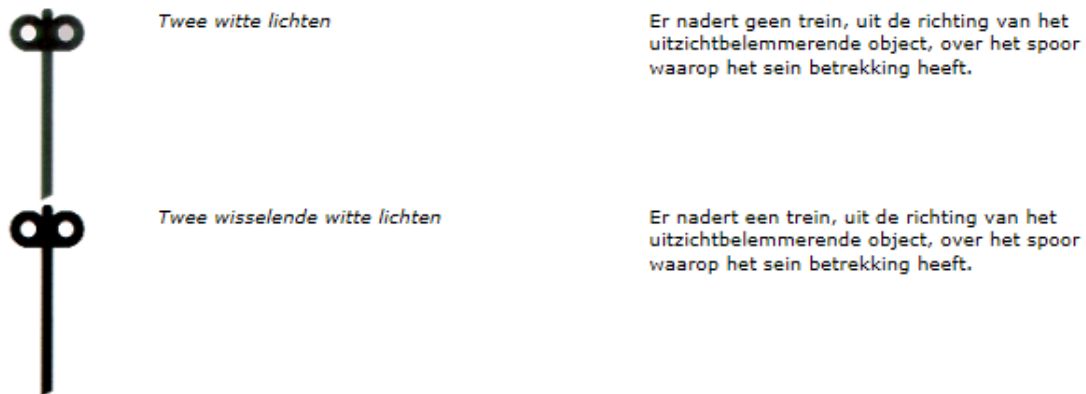 Twee witte lichten
Er nadert geen trein, uit de richting van het
uitzichtbelemmerende object, over het spoor
waarop het sein betrekking heeft.
Twee wisselende witte lichten
Er nadert een trein, uit de richting van het
uitzichtbelemmerende object, over het spoor
waarop het sein betrekking heeft.